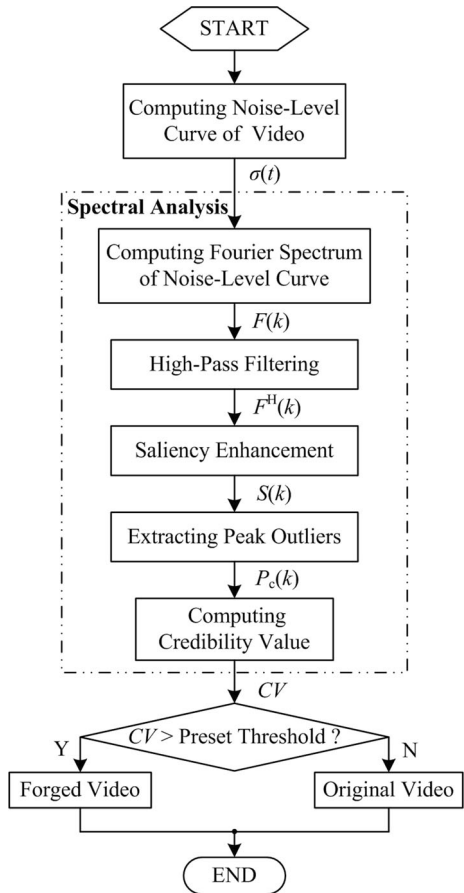 START
Computing Noise-Level
Curve of Video
σ(t)
Spectral Analysis
Computing Fourier Spectrum
of Noise-Level Curve
F(k)
High-Pass Filtering
Fᴴ(k)
Saliency Enhancement
S(k)
Extracting Peak Outliers
P_c(k)
Computing
Credibility Value
CV
CV > Preset Threshold ?
Y
N
Forged Video
Original Video
END